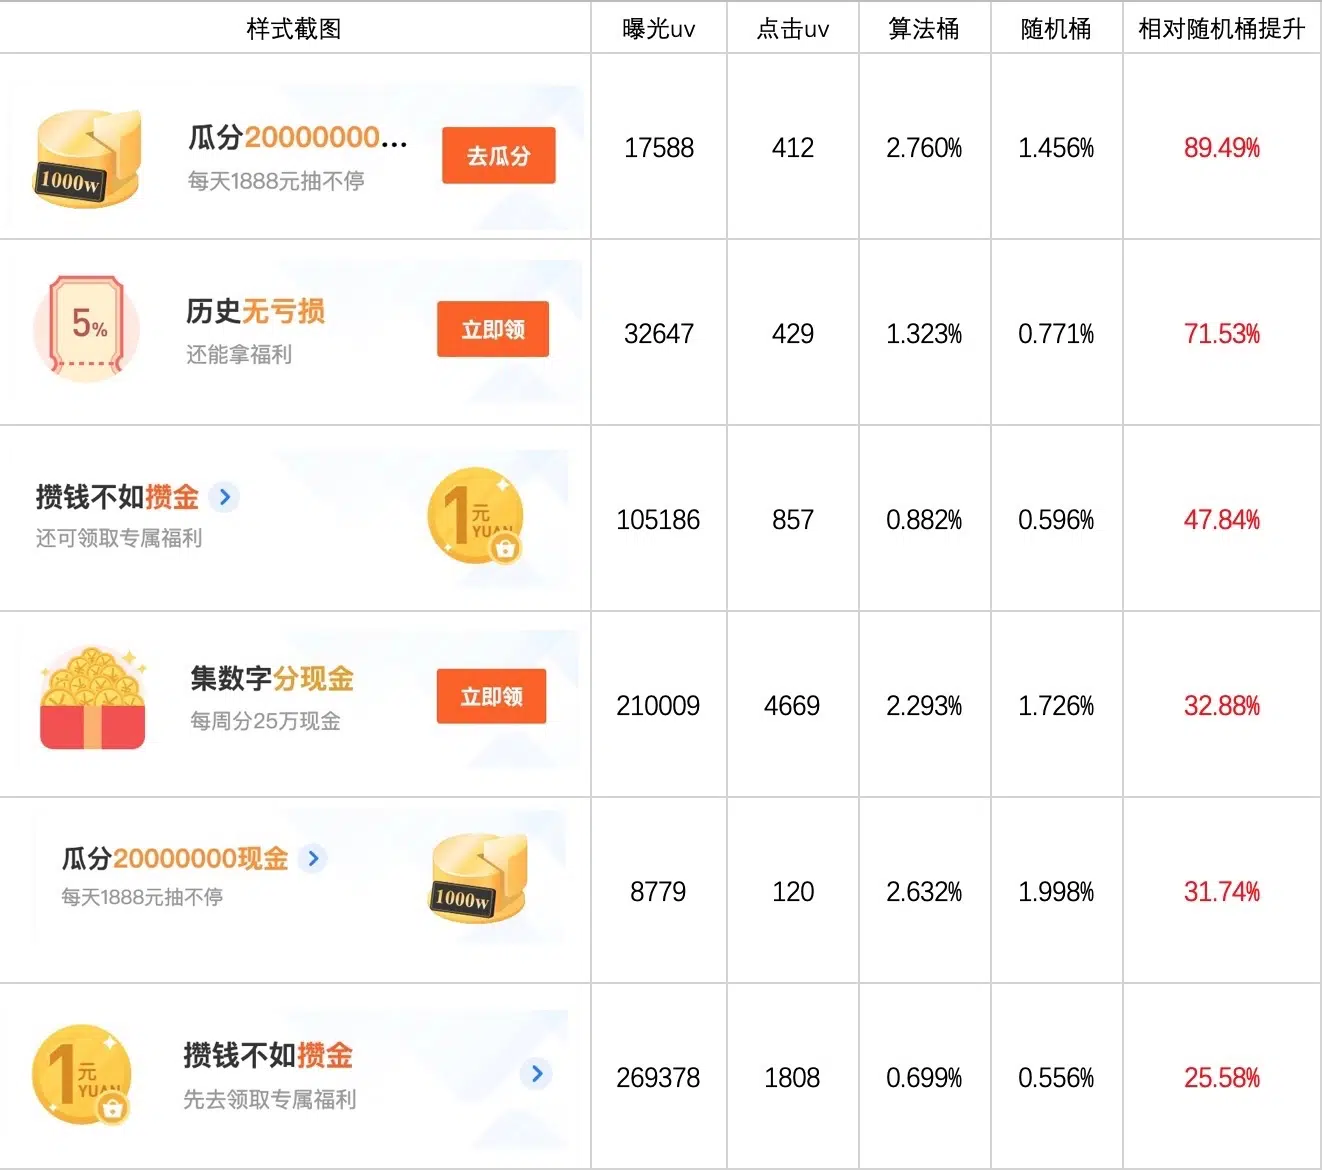 样式截图 曝光uv 点击uv 算法桶 随机桶 相对随机桶提升
瓜分20000000...
每天1888元抽不停
1000w
去瓜分
17588 412 2.760% 1.456% 89.49%
5%
历史无亏损
还能拿福利
立即领
32647 429 1.323% 0.771% 71.53%
攒钱不如攒金
还可领取专属福利
1元
YUAN
105186 857 0.882% 0.596% 47.84%
集数字分现金
每周分25万现金
立即领
210009 4669 2.293% 1.726% 32.88%
瓜分20000000现金
每天1888元抽不停
1000w
8779 120 2.632% 1.998% 31.74%
1元
YUAN
攒钱不如攒金
先去领取专属福利
269378 1808 0.699% 0.556% 25.58%